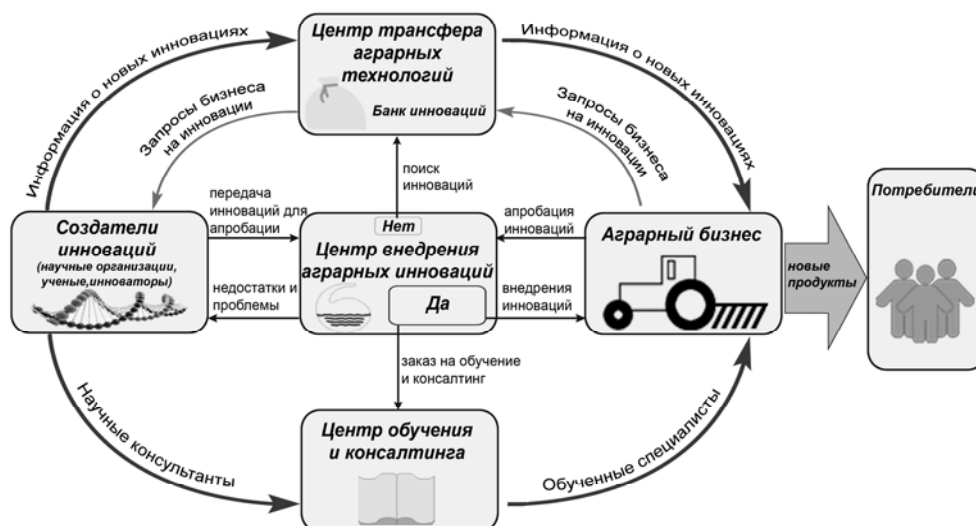 Информация о новых инновациях
Центр трансфера
аграрных
технологий
Банк инноваций
Информация о новых инновациях
Запросы бизнеса
на инновации
Запросы бизнеса
на инновации
поиск
инноваций
передача
инноваций для
апробации
апробация
инноваций
Создатели
инноваций
(научные организации,
ученые,инноваторы)
Нет
Центр внедрения
аграрных инноваций
Да
Аграрный бизнес
новые
продукты
Потребители
недостатки и
проблемы
внедрения
инноваций
заказ на обучение
и консалтинг
Научные консультанты
Центр обучения
и консалтинга
Обученные специалисты